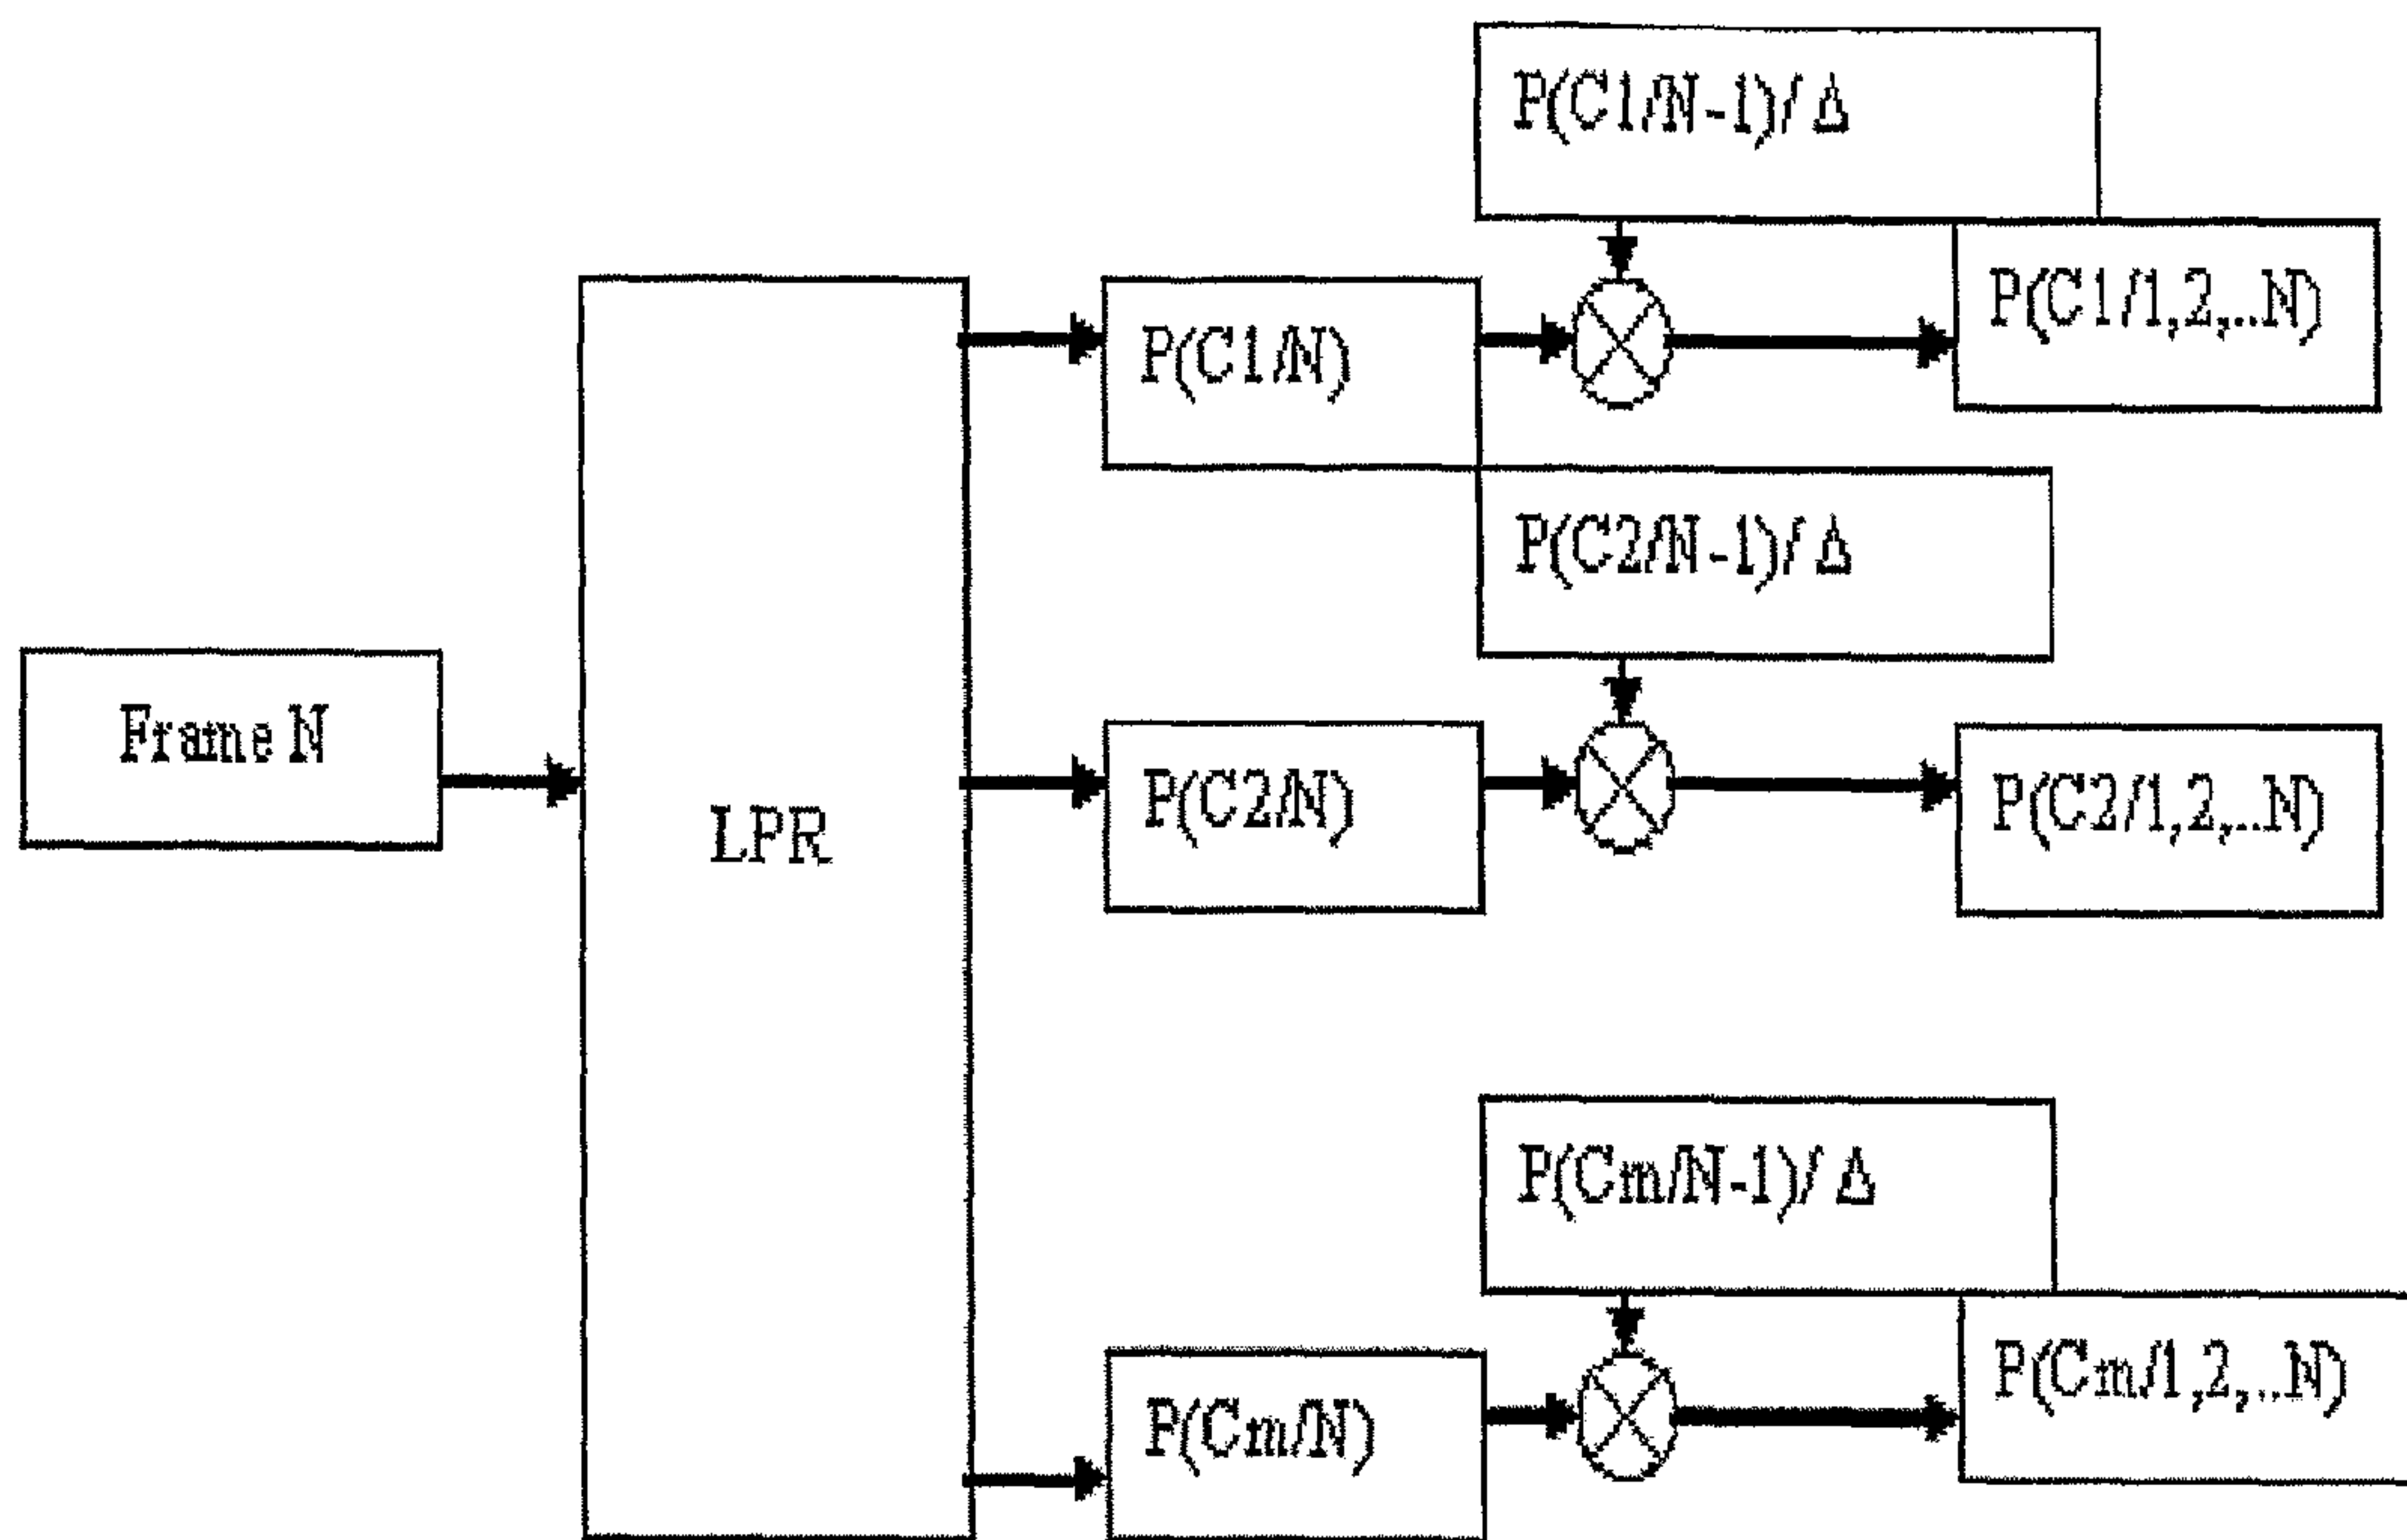 P(C1/N-1)/ Δ
P(C1/1,2,..N)
P(C1/N)
P(C2/N-1)/ Δ
Frame N
LPR
P(C2/N)
P(C2/1,2,..N)
P(Cm/N-1)/ Δ
P(Cm/1,2,..N)
P(Cm/N)